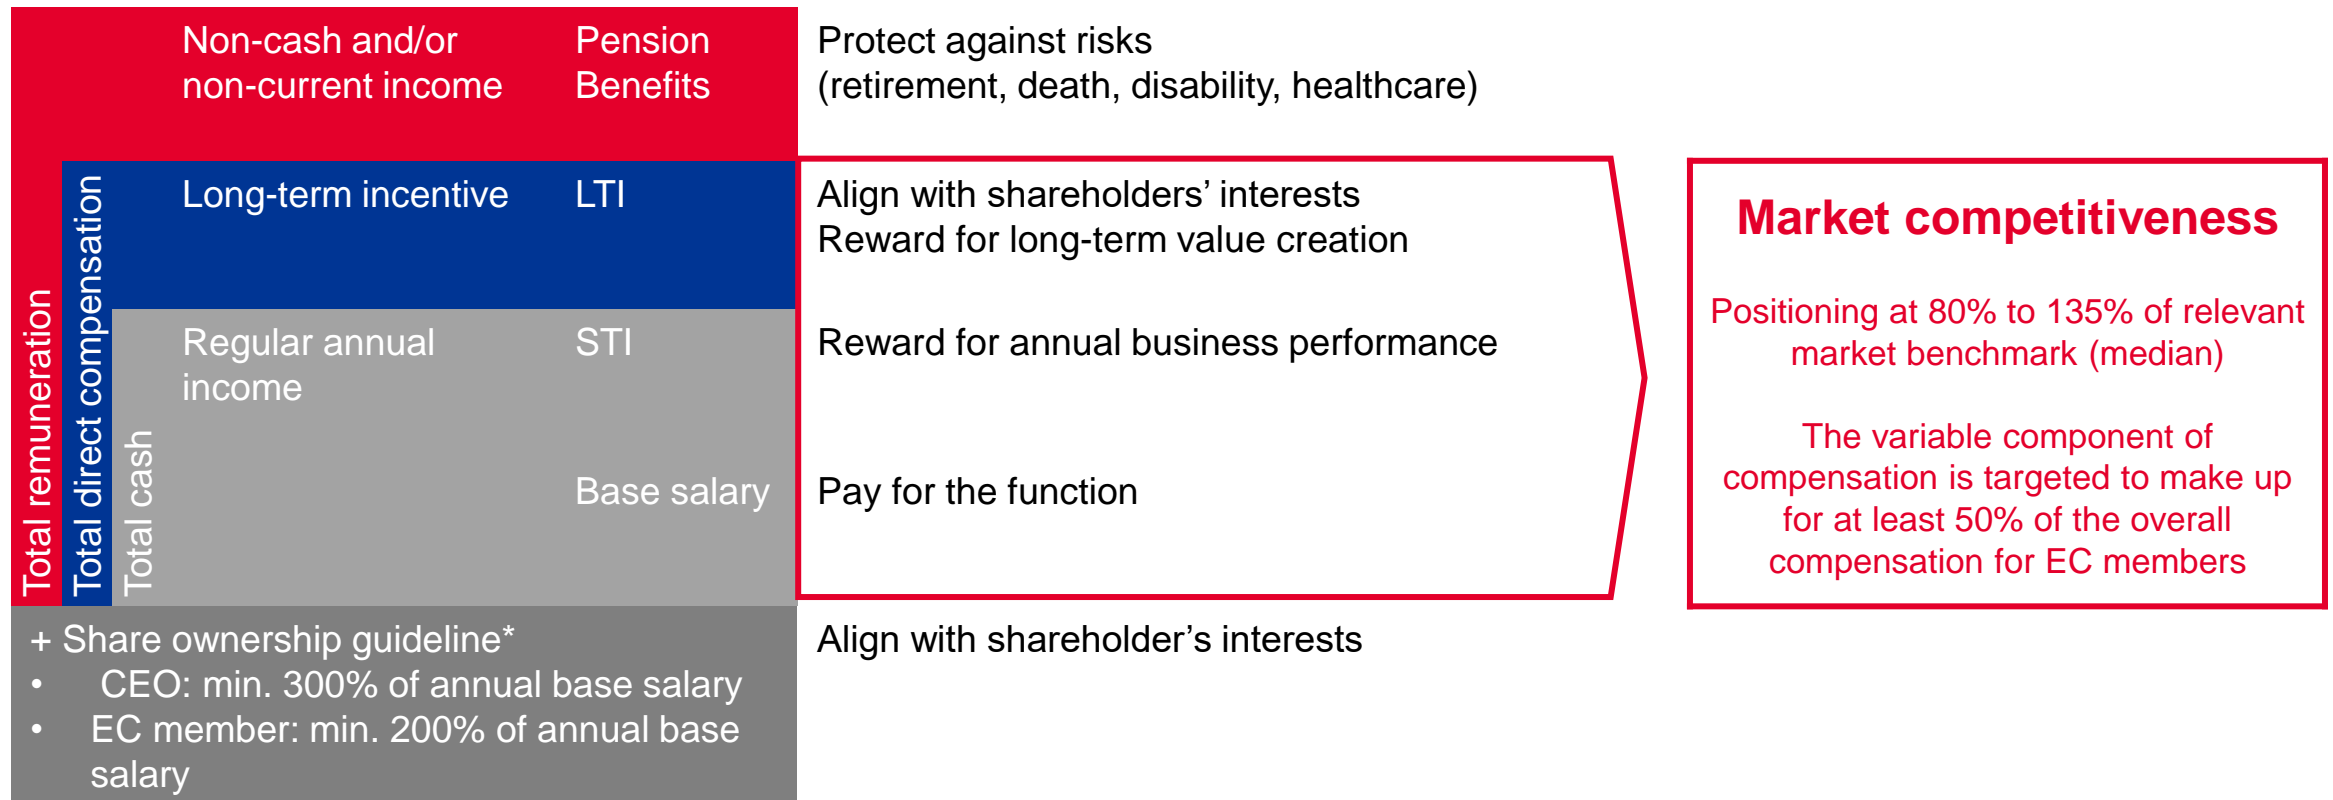 Non-cash and/or
non-current income
Pension
Benefits
Protect against risks
(retirement, death, disability, healthcare)
Total remuneration
Total direct compensation
Total cash
Long-term incentive
LTI
Align with shareholders’ interests
Reward for long-term value creation
Regular annual
income
STI
Reward for annual business performance
Base salary
Pay for the function
Market competitiveness
Positioning at 80% to 135% of relevant
market benchmark (median)
The variable component of
compensation is targeted to make up
for at least 50% of the overall
compensation for EC members
+ Share ownership guideline*
• CEO: min. 300% of annual base salary
• EC member: min. 200% of annual base
salary
Align with shareholder’s interests